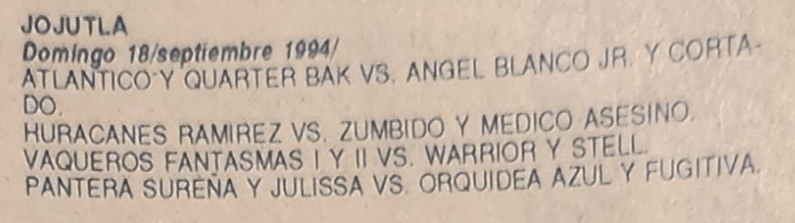 JOJUTLA
Domingo 18/septiembre 1994/
ATLANTICO Y QUARTER BAK VS. ANGEL BLANCO JR. Y CORTA-
DO.
HURACANES RAMIREZ VS. ZUMBIDO Y MEDICO ASESINO.
VAQUEROS FANTASMAS I Y II VS. WARRIOR Y STELL.
PANTERA SUREÑA Y JULISSA VS. ORQUIDEA AZUL Y FUGITIVA.